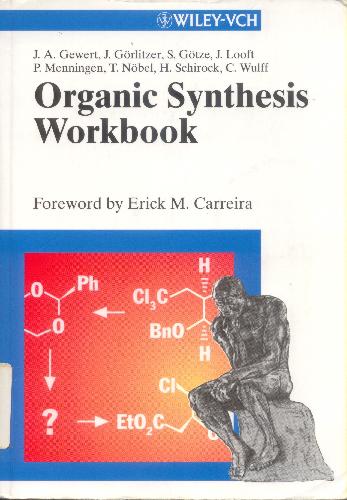 WILEY-VCH
J. A. Gewert, J. Görlitzer, S. Götze, J. Looft
P. Menningen, T. Nöbel, H. Schirock, C. Wulff
Organic Synthesis
Workbook
Foreword by Erick M. Carreira
O
Ph
O
Cl3C
H
BnO
H
Cl
?
EtO2C